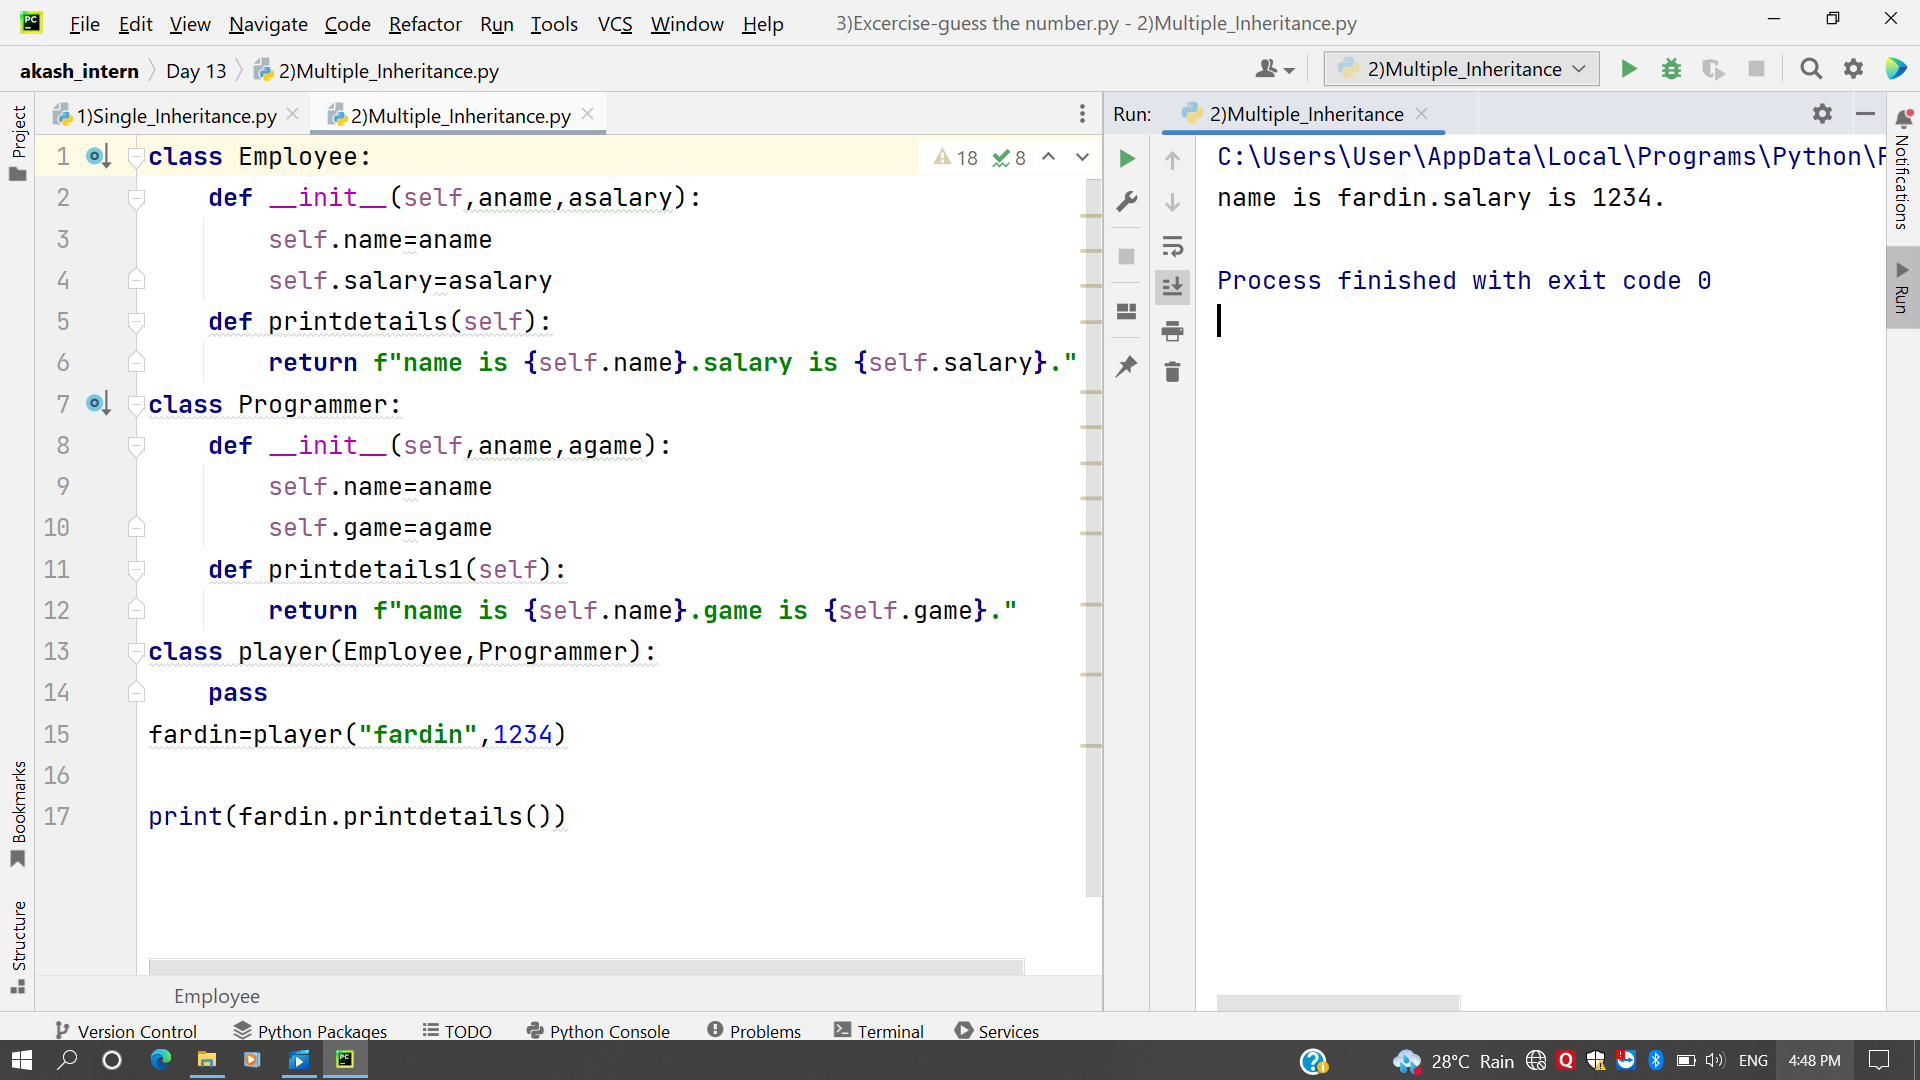 File Edit View Navigate Code Refactor Run Tools VCS Window Help 3)Excercise-guess the number.py - 2)Multiple_Inheritance.py
akash_intern Day 13 2)Multiple_Inheritance.py 2)Multiple_Inheritance
Project
1)Single_Inheritance.py 2)Multiple_Inheritance.py
Run: 2)Multiple_Inheritance
18 8
1 class Employee:
2     def __init__(self,aname,asalary):
3         self.name=aname
4         self.salary=asalary
5     def printdetails(self):
6         return f"name is {self.name}.salary is {self.salary}."
7 class Programmer:
8     def __init__(self,aname,agame):
9         self.name=aname
10         self.game=agame
11     def printdetails1(self):
12         return f"name is {self.name}.game is {self.game}."
13 class player(Employee,Programmer):
14     pass
15 fardin=player("fardin",1234)
16
17 print(fardin.printdetails())
Employee
C:\Users\User\AppData\Local\Programs\Python\
name is fardin.salary is 1234.
Process finished with exit code 0
Notifications
Run
Bookmarks
Structure
Version Control Python Packages TODO Python Console Problems Terminal Services
28°C Rain ENG 4:48 PM